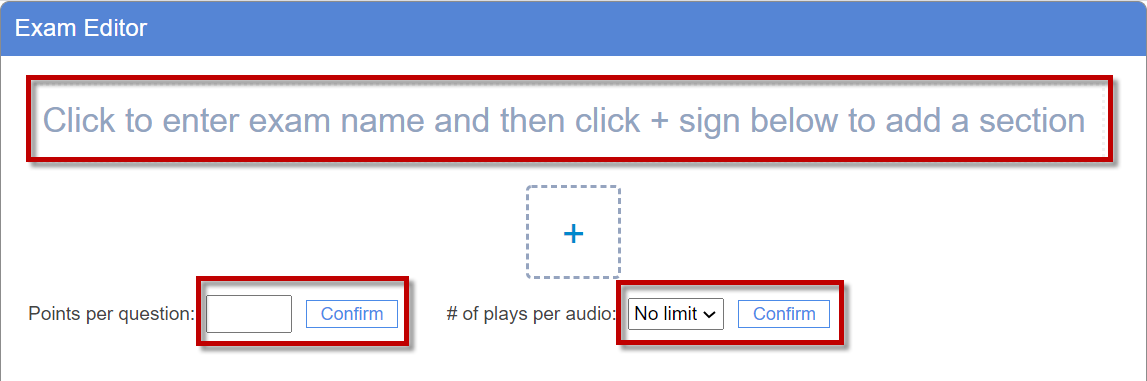 Exam Editor
Click to enter exam name and then click + sign below to add a section
+
Points per question: Confirm # of plays per audio: No limit Confirm